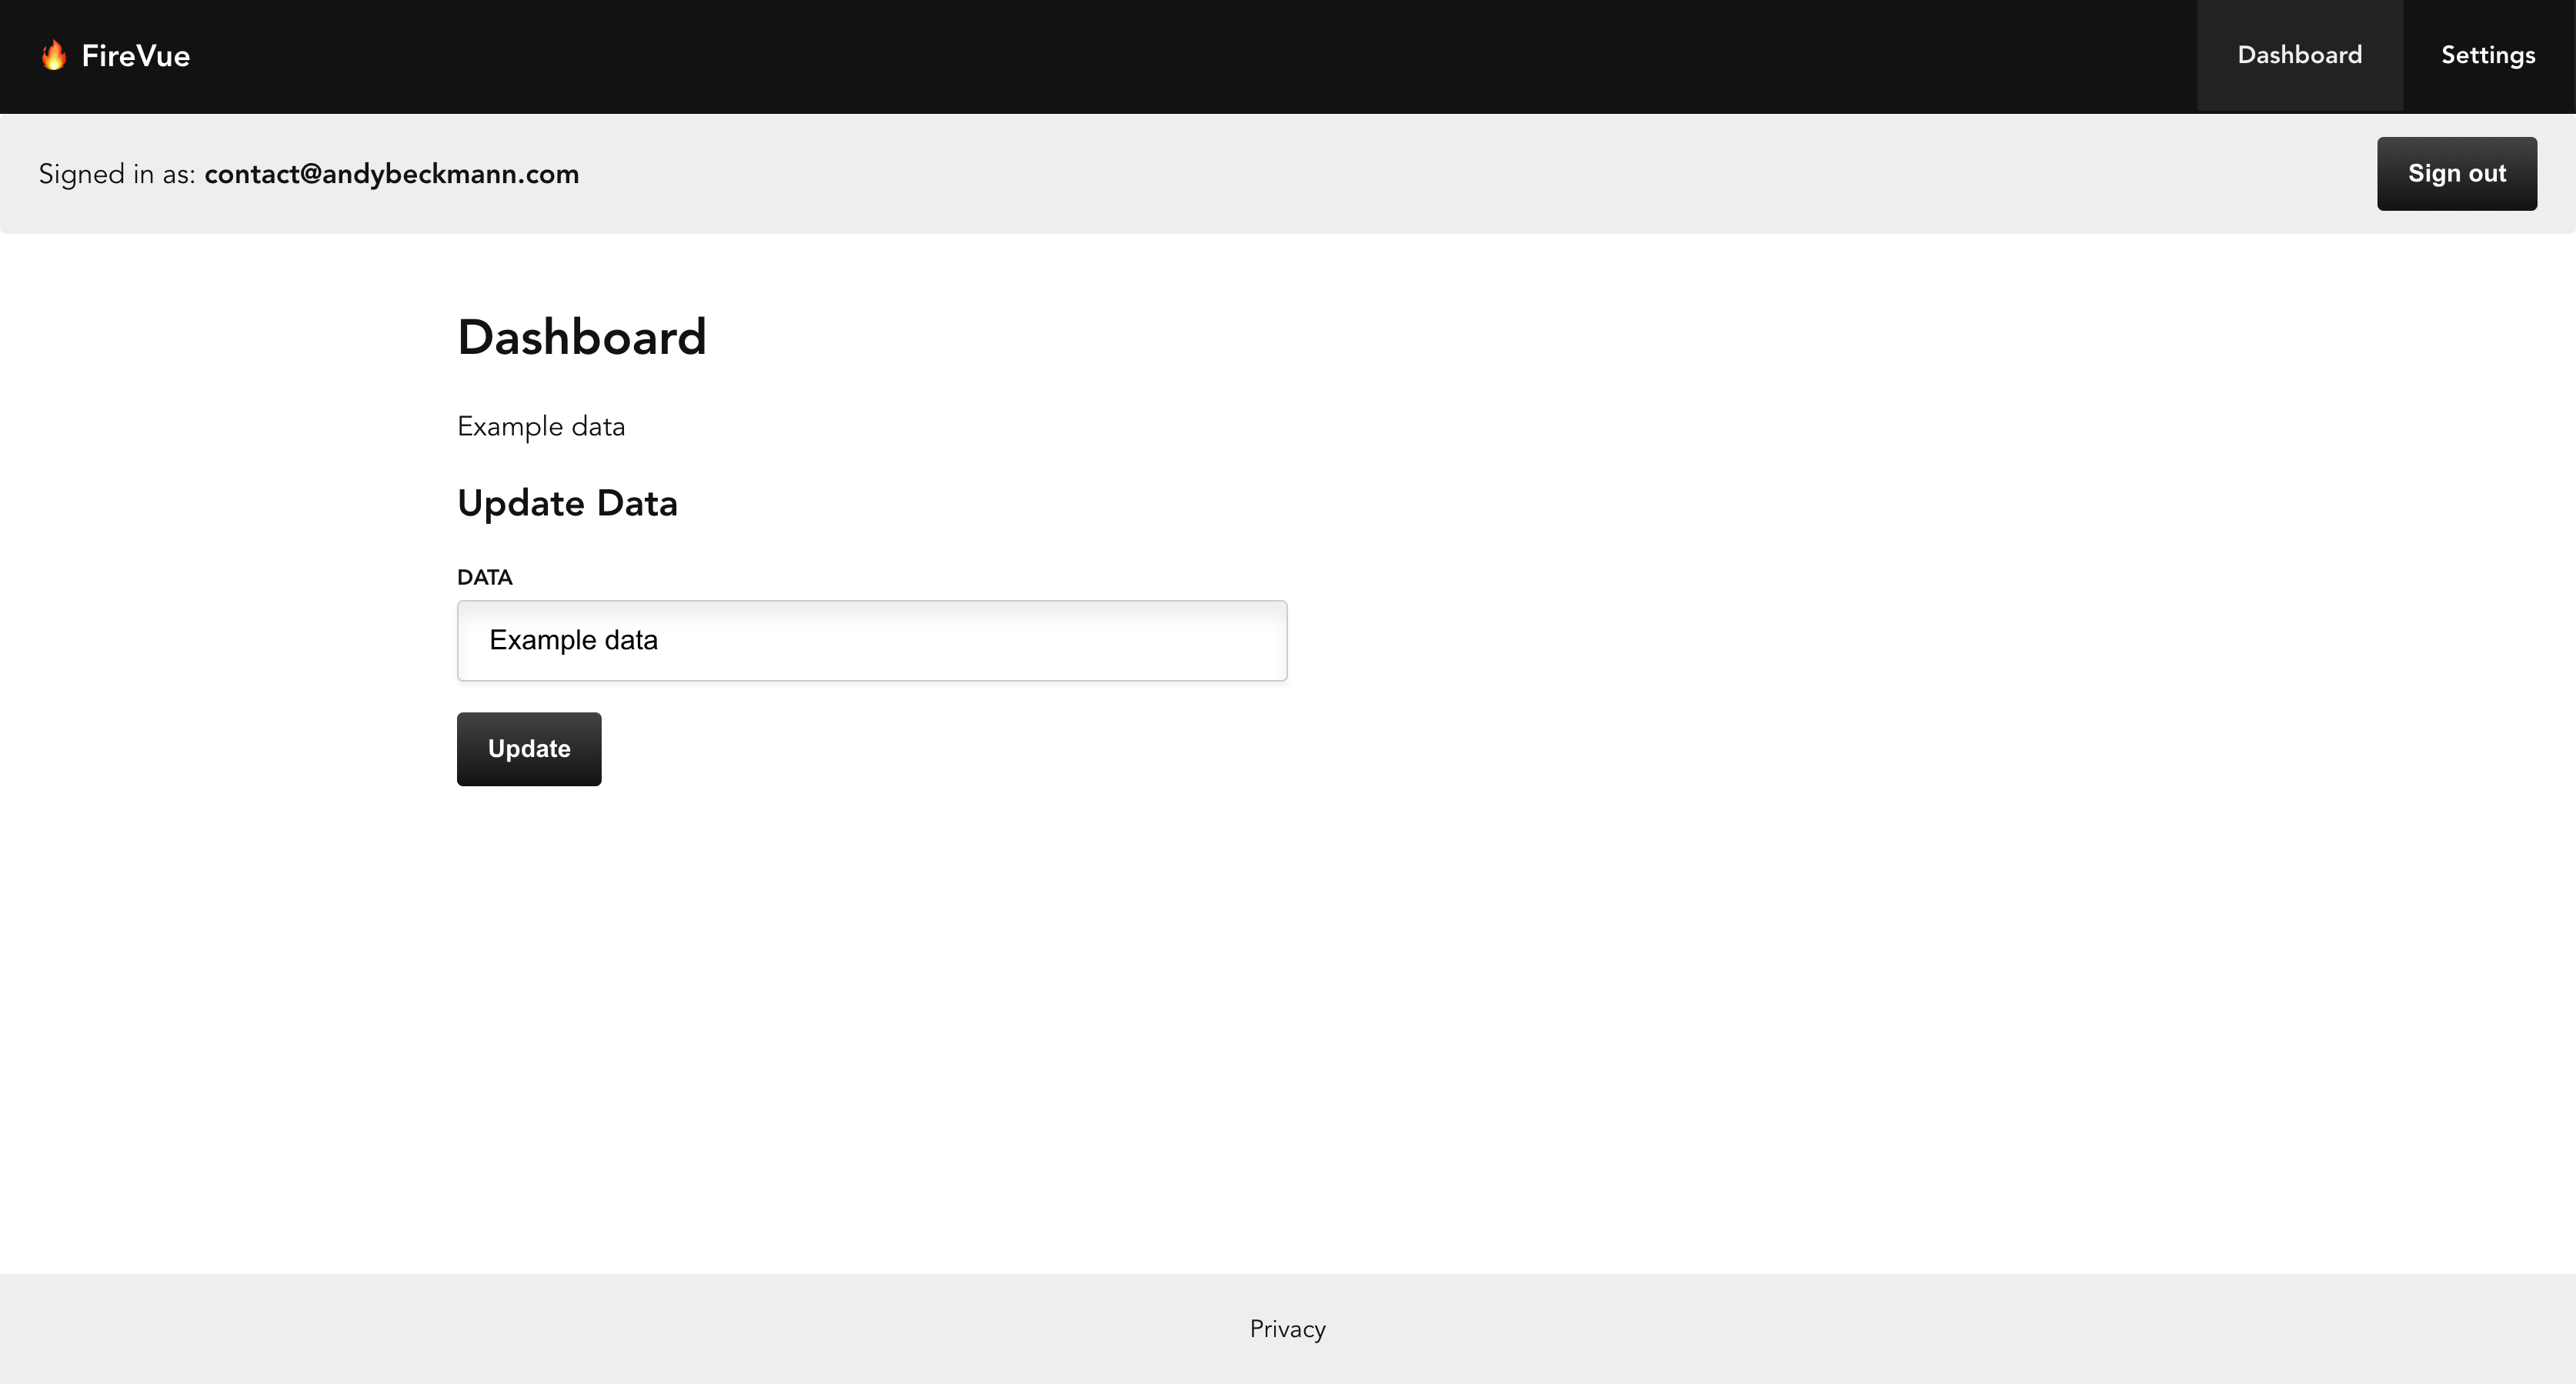 FireVue
Dashboard
Settings
Signed in as: contact@andybeckmann.com
Sign out
Dashboard
Example data
Update Data
DATA
Example data
Update
Privacy